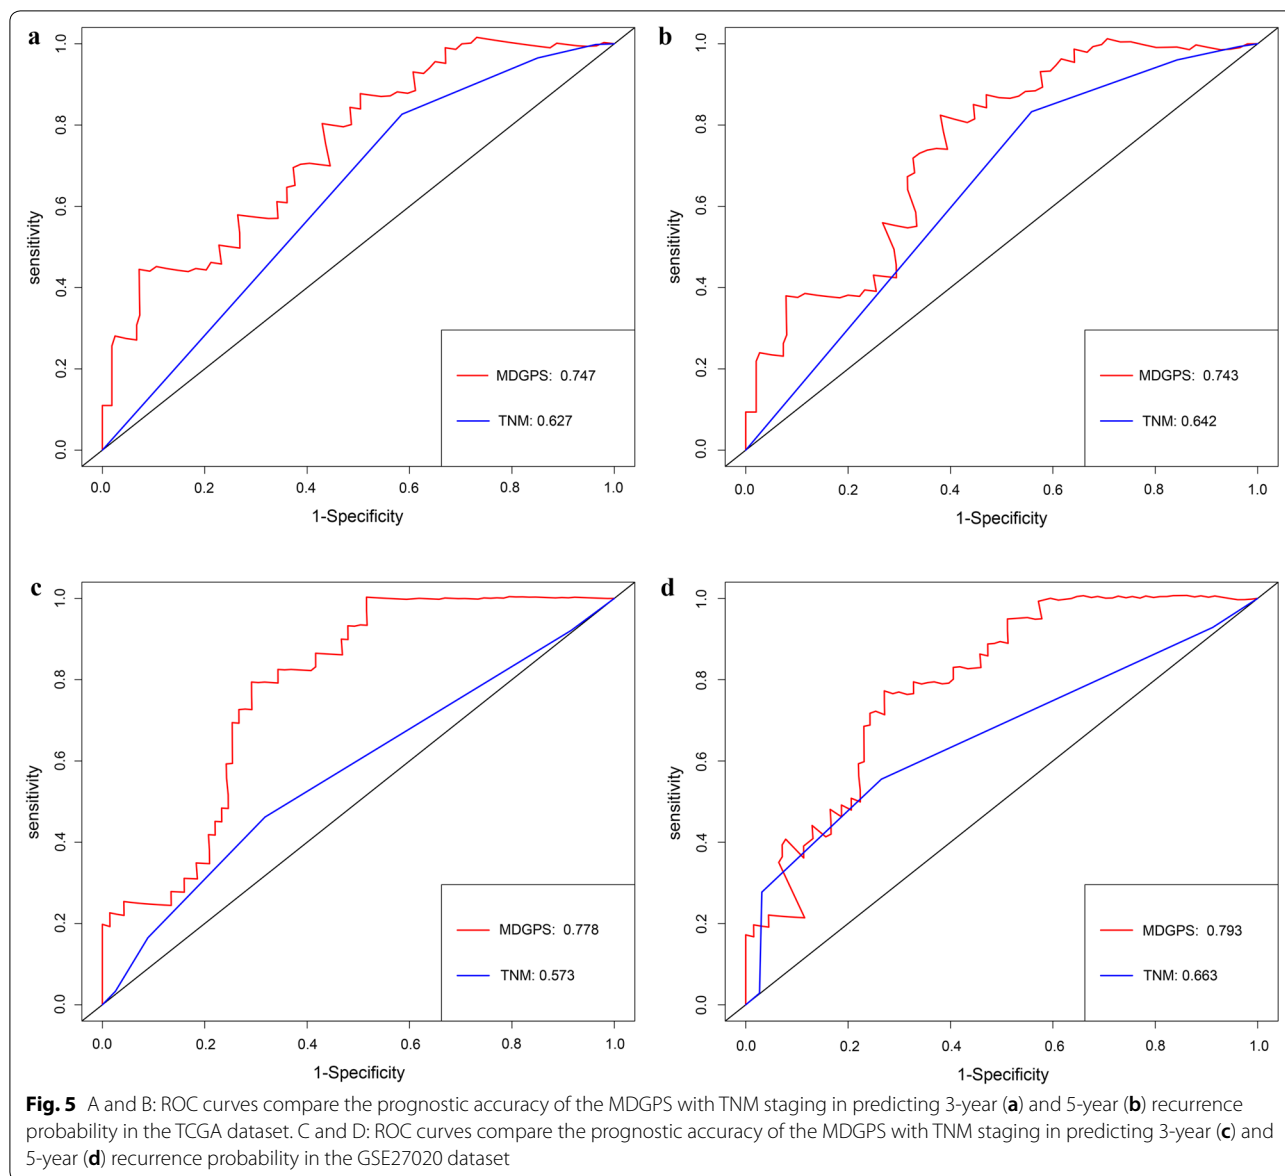 a
1.0
0.8
0.6
0.4
0.2
0.0
sensitivity
MDGPS: 0.747
TNM: 0.627
0.0 0.2 0.4 0.6 0.8 1.0
1-Specificity
b
1.0
0.8
0.6
0.4
0.2
0.0
sensitivity
MDGPS: 0.743
TNM: 0.642
0.0 0.2 0.4 0.6 0.8 1.0
1-Specificity
c
1.0
0.8
0.6
0.4
0.2
0.0
sensitivity
MDGPS: 0.778
TNM: 0.573
0.0 0.2 0.4 0.6 0.8 1.0
1-Specificity
d
1.0
0.8
0.6
0.4
0.2
0.0
sensitivity
MDGPS: 0.793
TNM: 0.663
0.0 0.2 0.4 0.6 0.8 1.0
1-Specificity
Fig. 5 A and B: ROC curves compare the prognostic accuracy of the MDGPS with TNM staging in predicting 3-year (a) and 5-year (b) recurrence
probability in the TCGA dataset. C and D: ROC curves compare the prognostic accuracy of the MDGPS with TNM staging in predicting 3-year (c) and
5-year (d) recurrence probability in the GSE27020 dataset